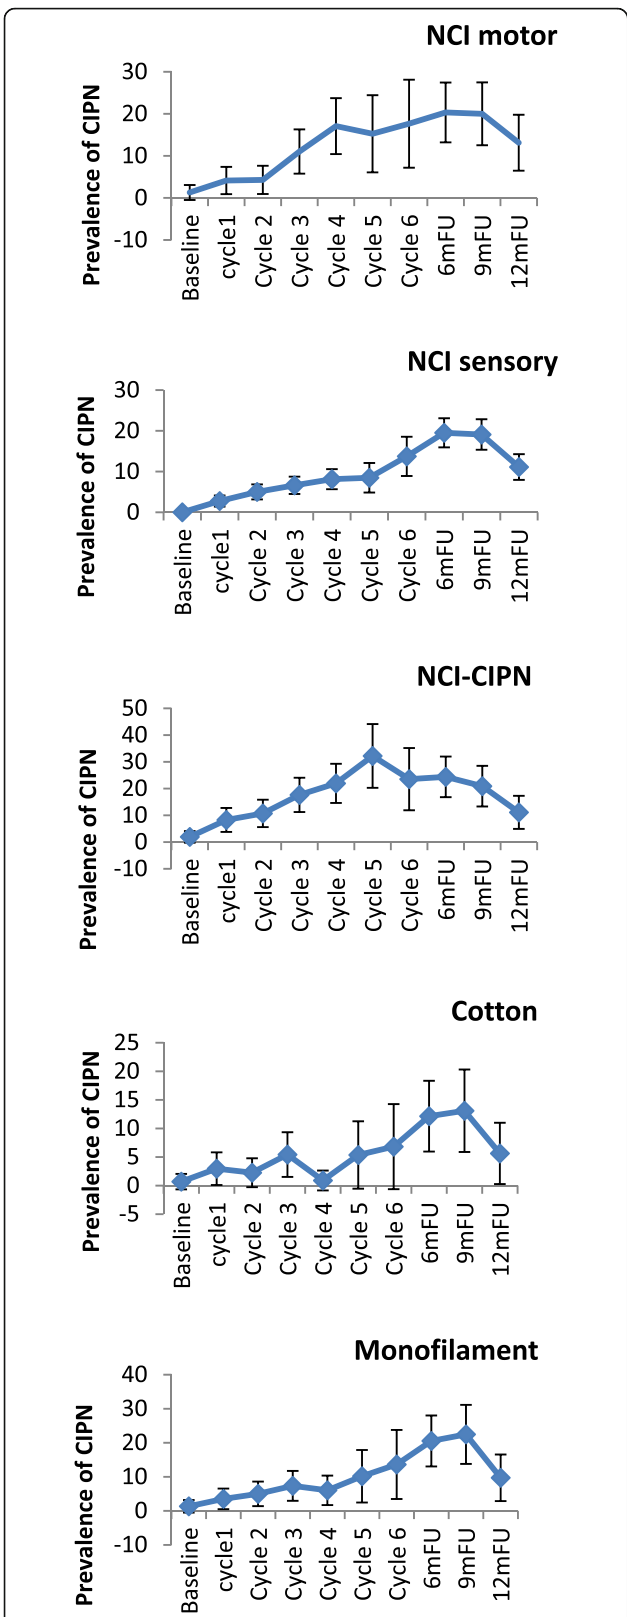 NCI motor
Prevalence of CIPN
30
20
10
0
-10
Baseline
cycle1
Cycle 2
Cycle 3
Cycle 4
Cycle 5
Cycle 6
6mFU
9mFU
12mFU
NCI sensory
Prevalence of CIPN
30
20
10
0
Baseline
cycle1
Cycle 2
Cycle 3
Cycle 4
Cycle 5
Cycle 6
6mFU
9mFU
12mFU
NCI-CIPN
Prevalence of CIPN
50
40
30
20
10
0
-10
Baseline
cycle1
Cycle 2
Cycle 3
Cycle 4
Cycle 5
Cycle 6
6mFU
9mFU
12mFU
Cotton
Prevalence of CIPN
25
20
15
10
5
0
-5
Baseline
cycle1
Cycle 2
Cycle 3
Cycle 4
Cycle 5
Cycle 6
6mFU
9mFU
12mFU
Monofilament
Prevalence of CIPN
40
30
20
10
0
-10
Baseline
cycle1
Cycle 2
Cycle 3
Cycle 4
Cycle 5
Cycle 6
6mFU
9mFU
12mFU